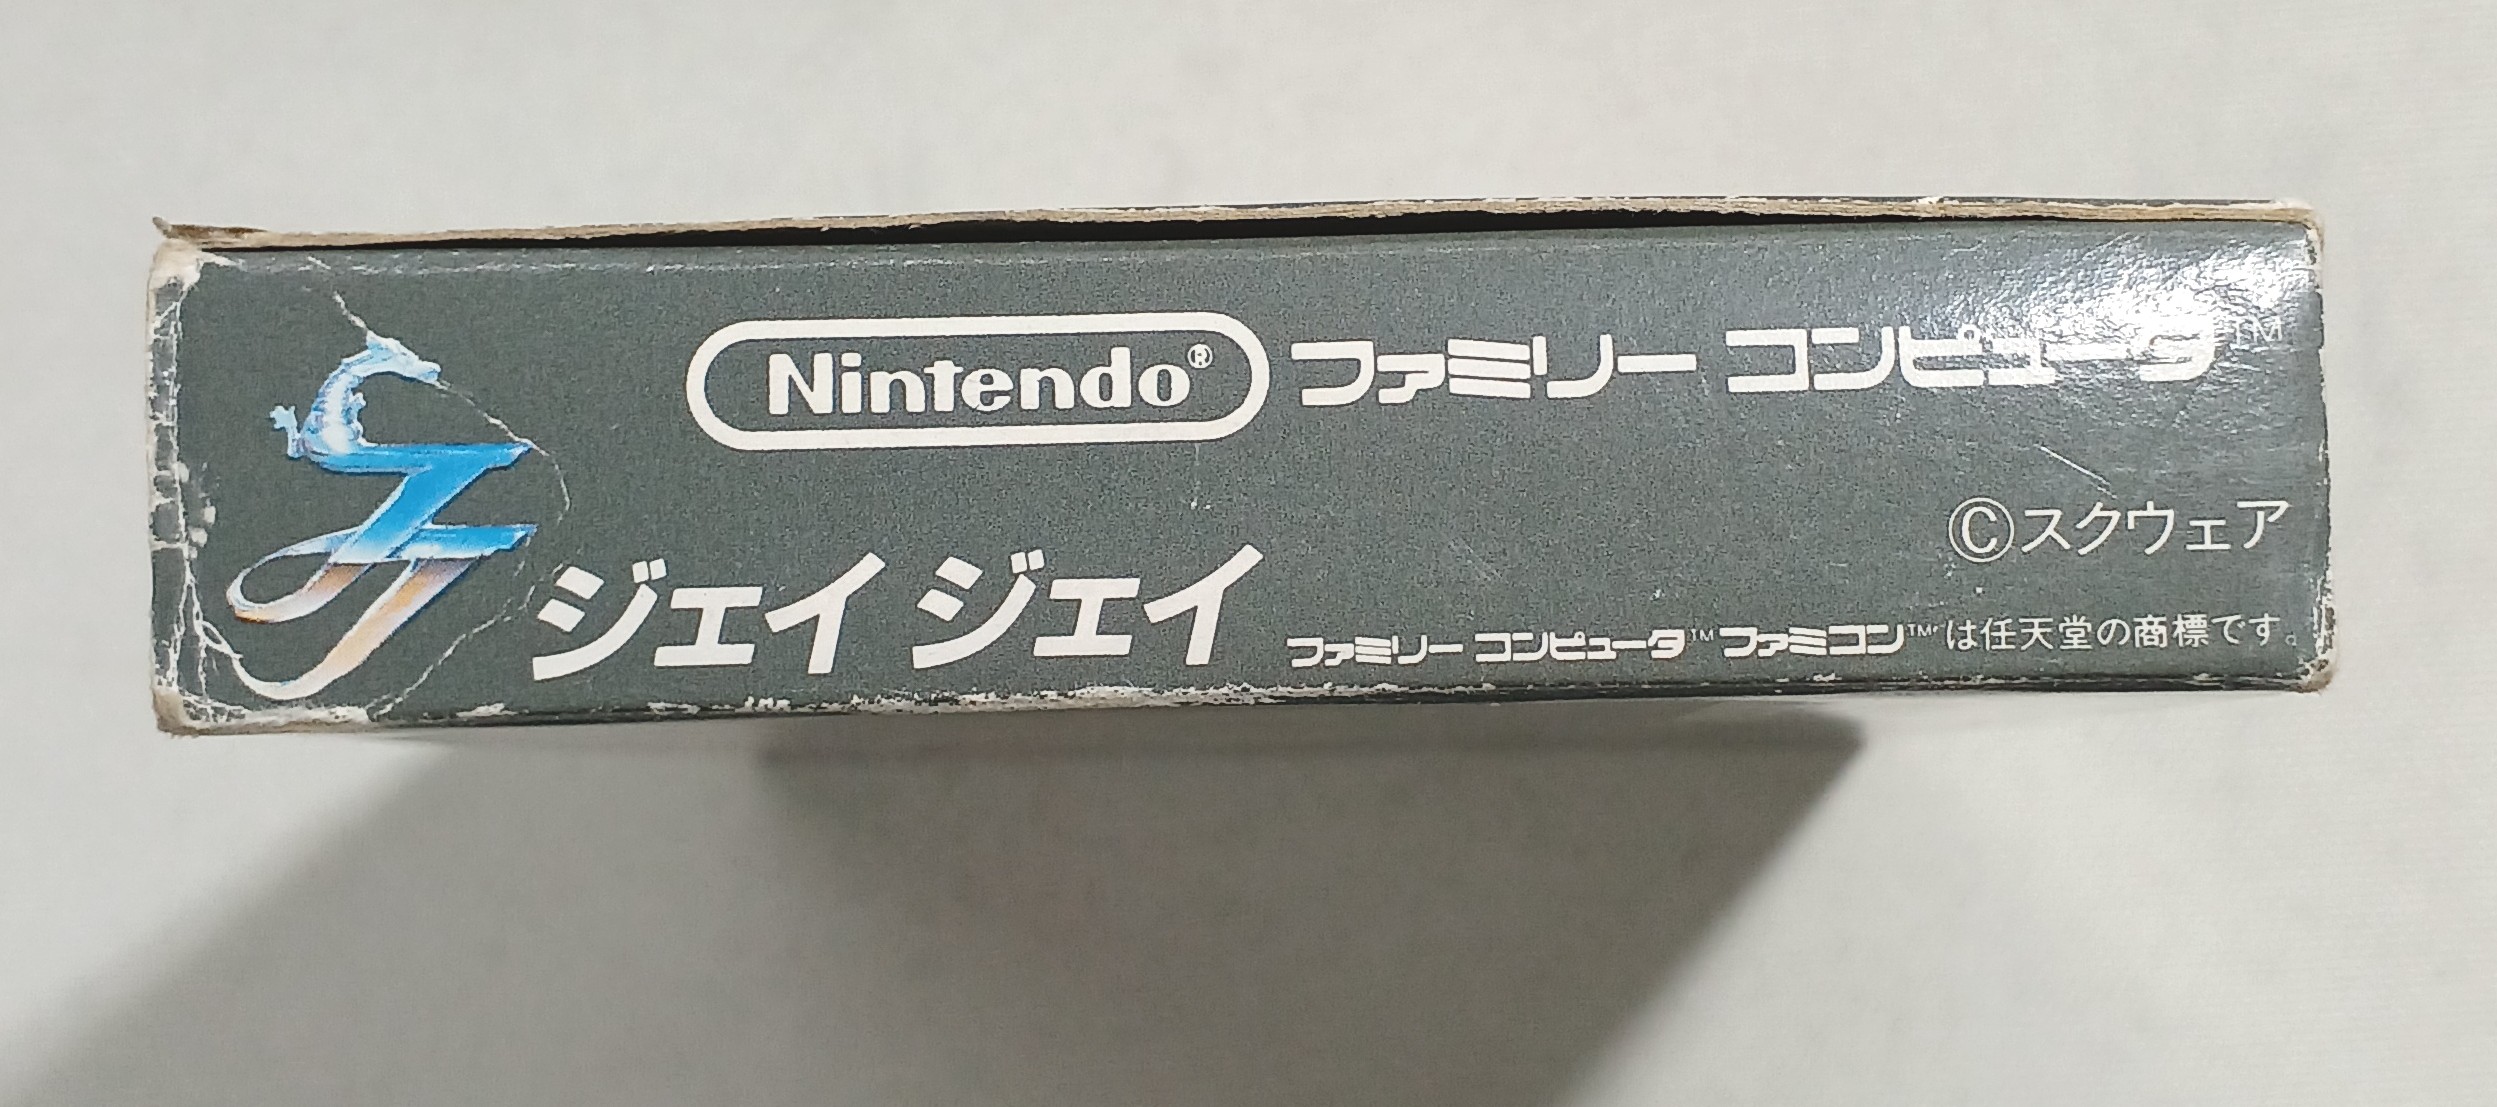 Nintendo® ファミリー コンピュータ™
©スクウェア
JJ
ジェイ ジェイ
ファミリー コンピュータ™ ファミコン™は任天堂の商標です。